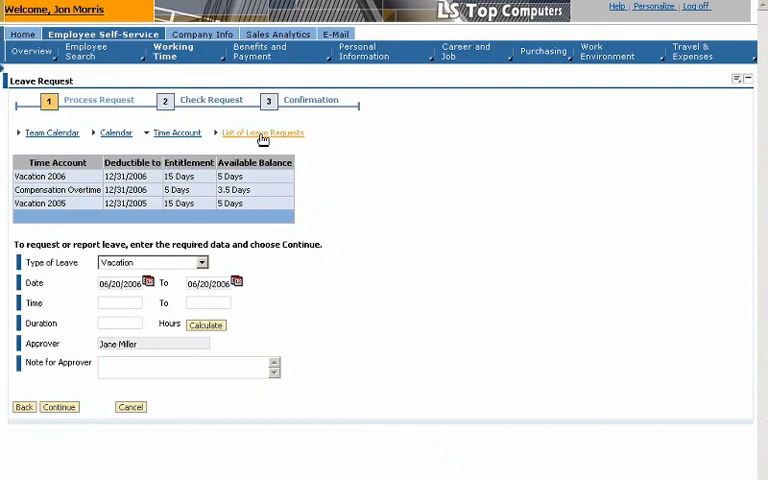 Welcome, Jon Morris
LS Top Computers
Help Personalize Log off
Home Employee Self-Service Company Info Sales Analytics E-Mail
Overview Employee Search Working Time Benefits and Payment Personal Information Career and Job Purchasing Work Environment Travel & Expenses
Leave Request
1 Process Request 2 Check Request 3 Confirmation
Team Calendar Calendar Time Account List of Leave Requests
Time Account Deductible to Entitlement Available Balance
Vacation 2006 12/31/2006 15 Days 5 Days
Compensation Overtime 12/31/2006 5 Days 3.5 Days
Vacation 2005 12/31/2005 15 Days 5 Days
To request or report leave, enter the required data and choose Continue.
Type of Leave Vacation
Date 06/20/2006 To 06/20/2006
Time To
Duration Hours Calculate
Approver Jane Miller
Note for Approver
Back Continue Cancel